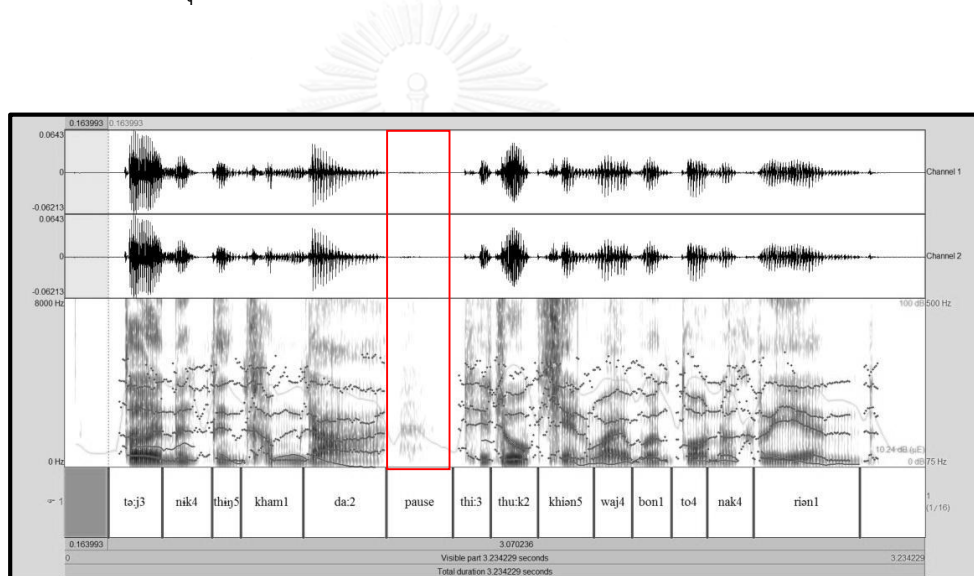 0.163993 0.163993
0.0643
0
-0.06213
Channel 1
0.0643
0
-0.06213
Channel 2
8000 Hz 100 dB 500 Hz
10.24 dB (µE)
0 Hz 0 dB 75 Hz
1 tə:j3 nɨk4 thiŋ5 kham1 da:2 pause thi:3 thu:k2 khiən5 waj4 bon1 to4 nak4 riən1 1
(1/16)
0.163993 3.070236
0 Visible part 3.234229 seconds 3.234229
Total duration 3.234229 seconds